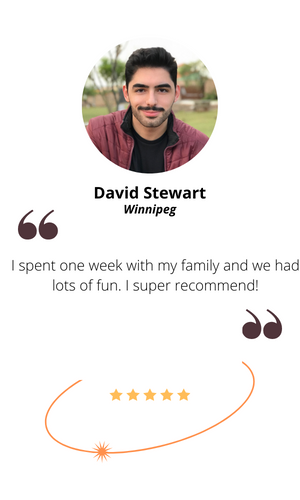 David Stewart
Winnipeg
“
I spent one week with my family and we had
lots of fun. I super recommend!
”